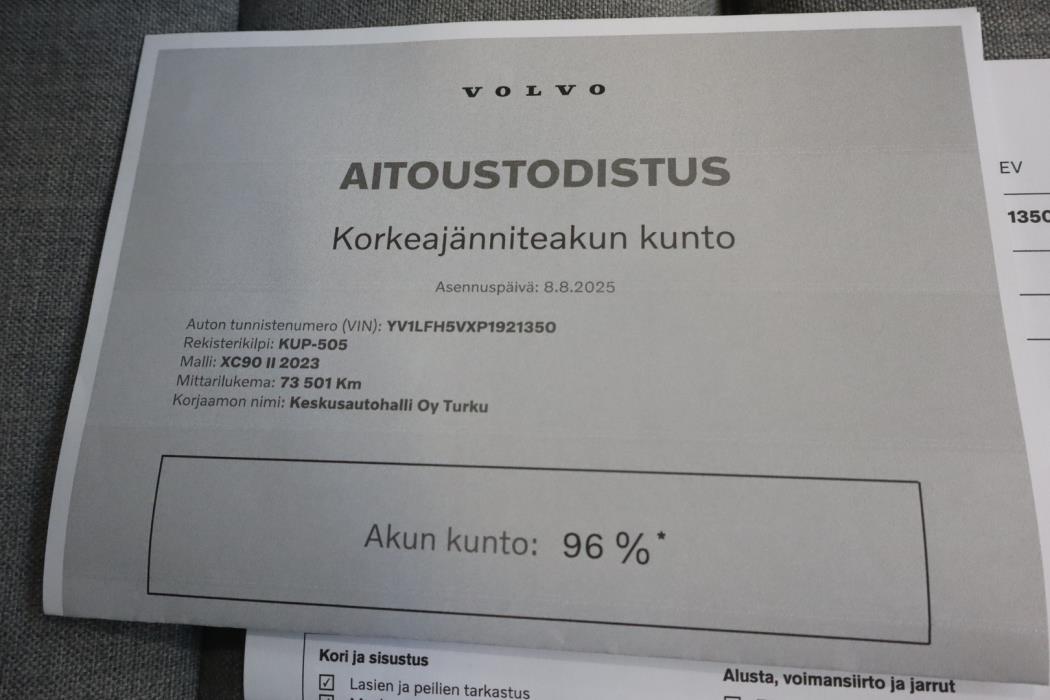 VOLVO
AITOUSTODISTUS
Korkeajänniteakun kunto
Asennuspäivä: 8.8.2025
Auton tunnistenumero (VIN): YV1LFH5VXP1921350
Rekisterikilpi: KUP-505
Malli: XC90 II 2023
Mittarilukema: 73 501 Km
Korjaamon nimi: Keskusautohalli Oy Turku
Akun kunto: 96 %*
EV
1350
Kori ja sisustus
Lasien ja peilien tarkastus
Alusta, voimansiirto ja jarrut